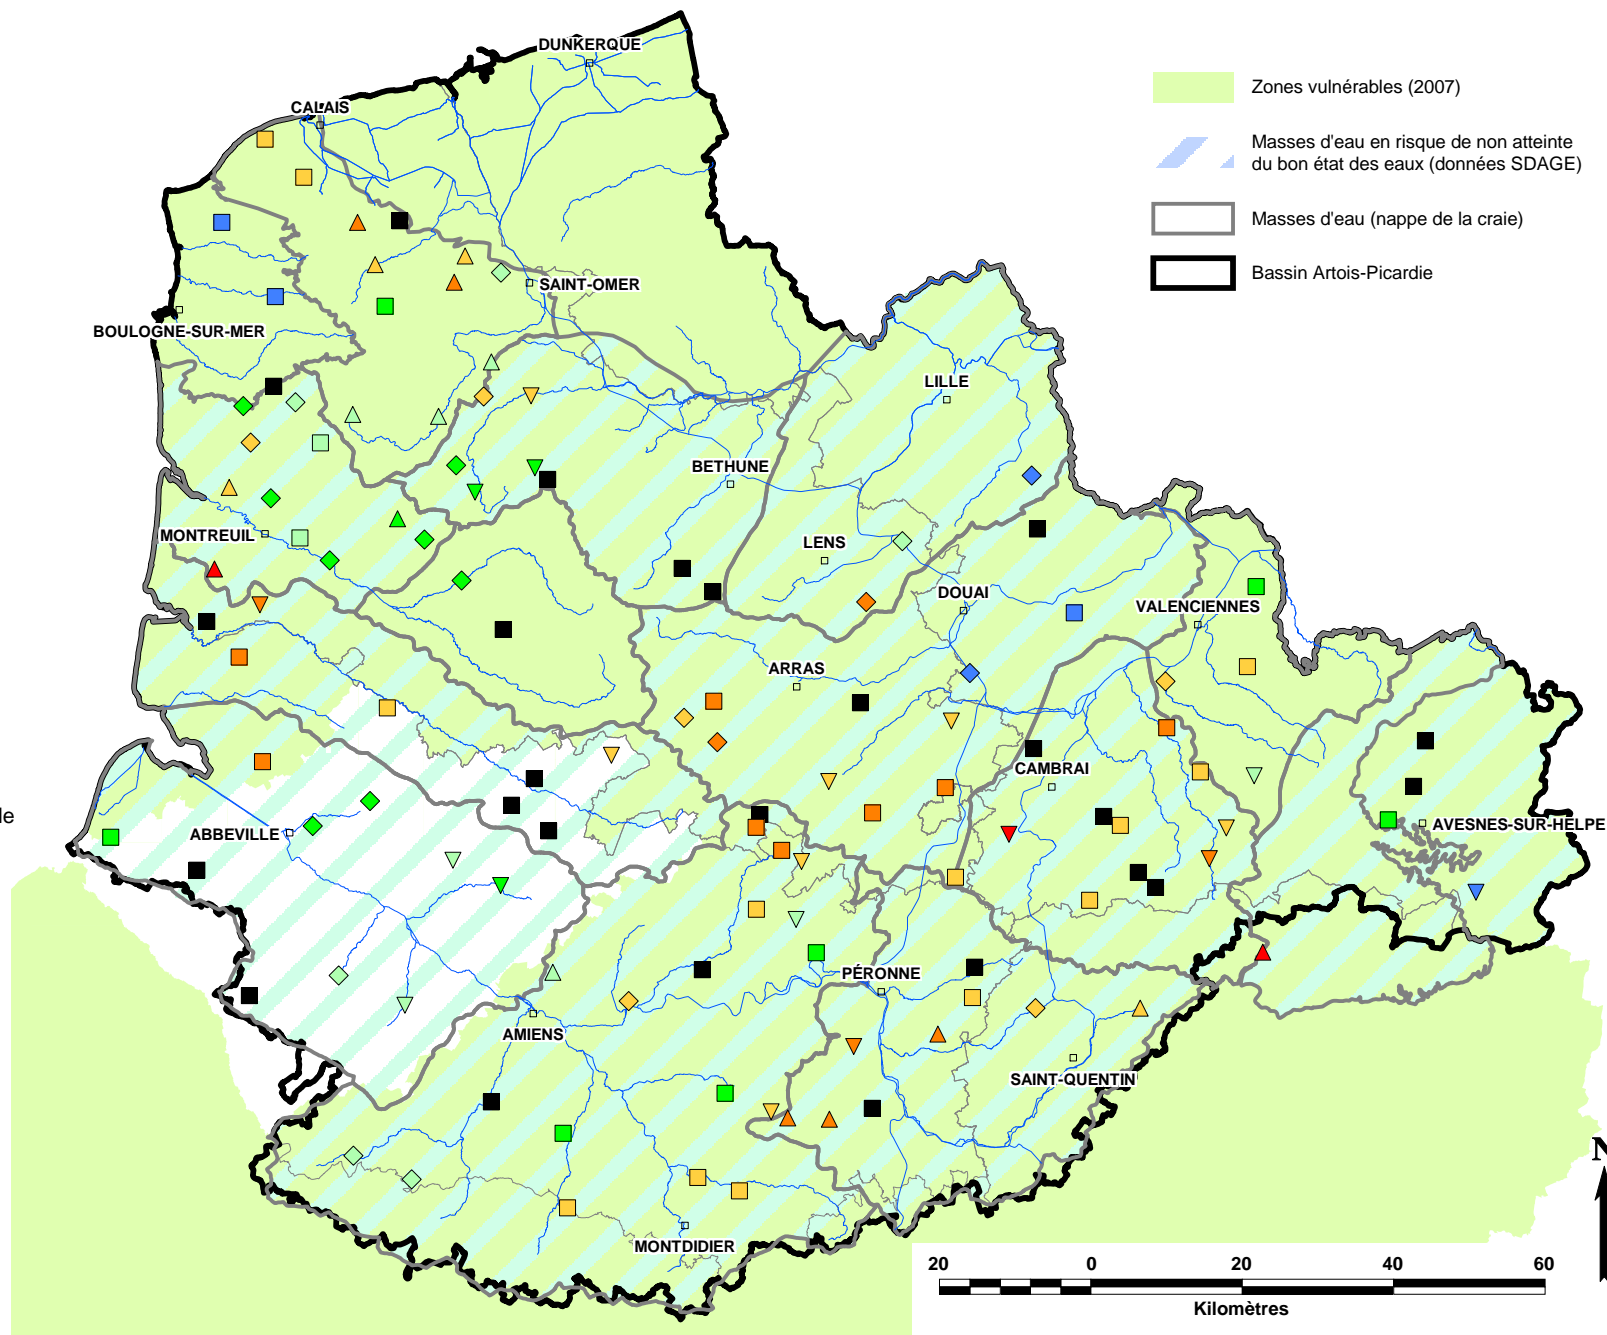 DUNKERQUE
CALAIS
Zones vulnérables (2007)
Masses d'eau en risque de non atteinte
du bon état des eaux (données SDAGE)
Masses d'eau (nappe de la craie)
Bassin Artois-Picardie
SAINT-OMER
BOULOGNE-SUR-MER
LILLE
BETHUNE
MONTREUIL
LENS
DOUAI
VALENCIENNES
ARRAS
CAMBRAI
le
ABBEVILLE
AVESNES-SUR-HELPE
PÉRONNE
AMIENS
SAINT-QUENTIN
N
MONTDIDIER
20 0 20 40 60
Kilomètres